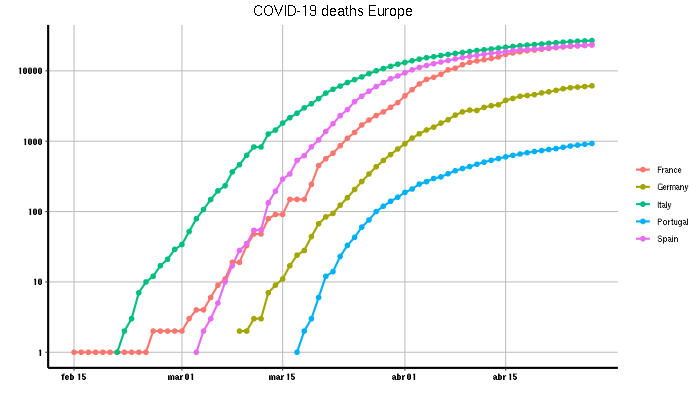 COVID-19 deaths Europe
10000
1000
100
10
1
feb 15
mar 01
mar 15
abr 01
abr 15
France
Germany
Italy
Portugal
Spain